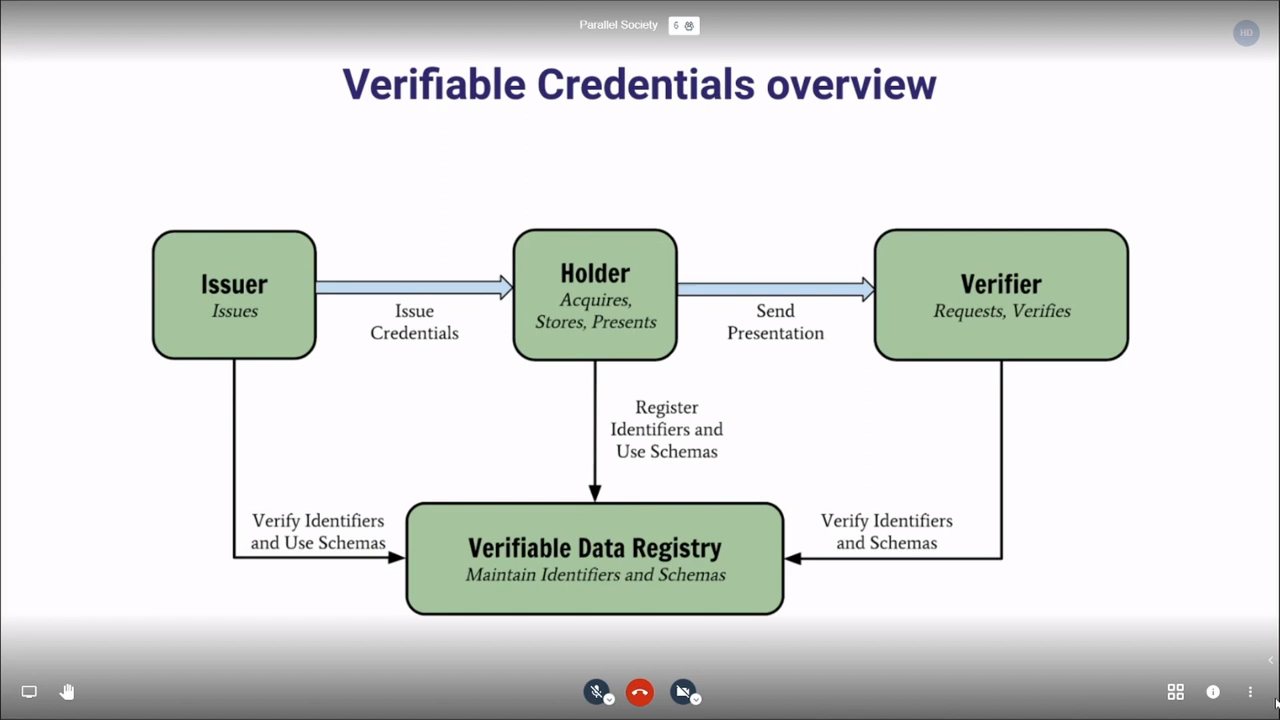 Parallel Society 6
HD
Verifiable Credentials overview
Issuer
Issues
Issue
Credentials
Holder
Acquires,
Stores, Presents
Send
Presentation
Verifier
Requests, Verifies
Register
Identifiers and
Use Schemas
Verify Identifiers
and Use Schemas
Verifiable Data Registry
Maintain Identifiers and Schemas
Verify Identifiers
and Schemas